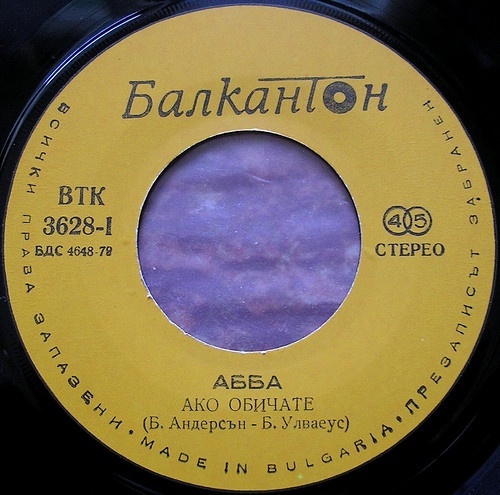 Балкантон
ВТК
3628-I
БДС 4648-79
45
СТЕРЕО
АББА
АКО ОБИЧАТЕ
(Б. Андерсън - Б. Улваеус)
ВСИЧКИ ПРАВА ЗАПАЗЕНИ. • MADE IN BULGARIA • ПРЕЗАПИСЪТ ЗАБРАНЕН